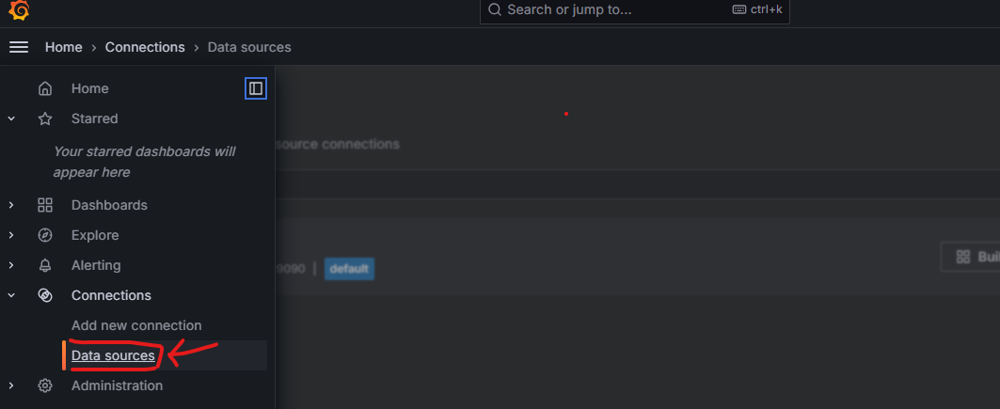 Search or jump to... ctrl+k
Home › Connections › Data sources
Home
Starred
Your starred dashboards will
appear here
source connections
Dashboards
Explore
Alerting
9090 | default
Buil
Connections
Add new connection
Data sources
Administration